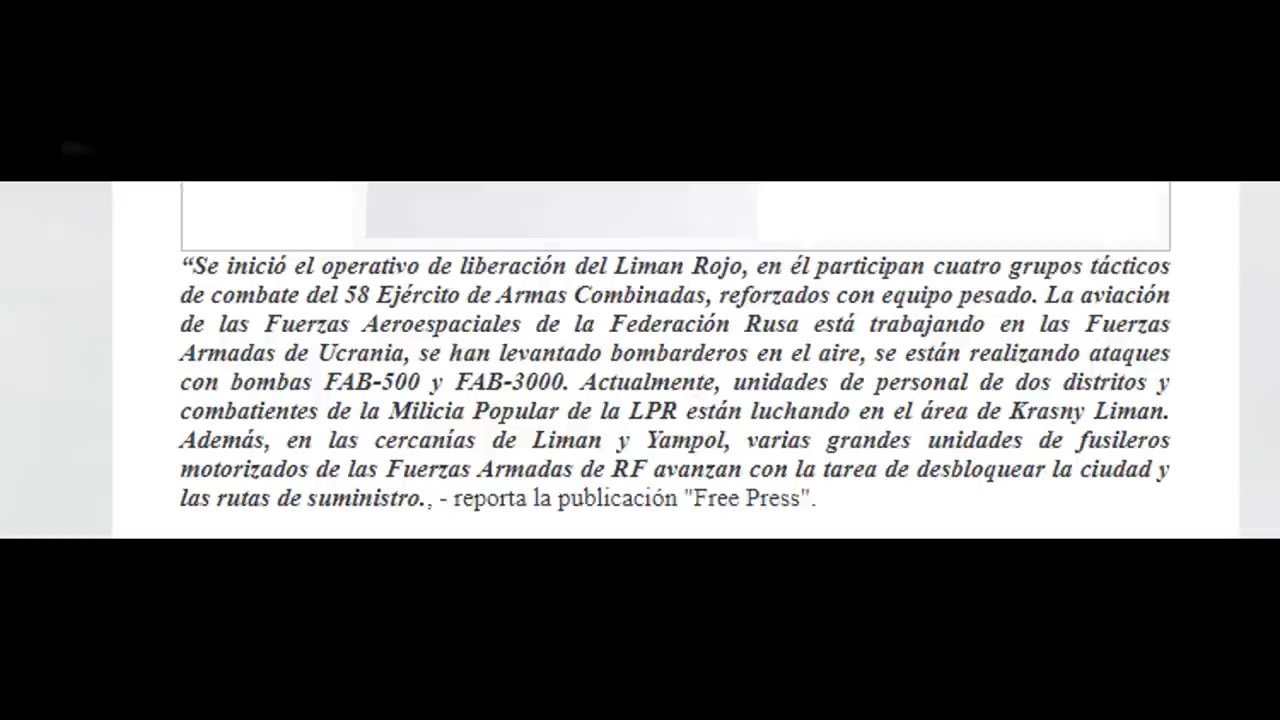 “Se inició el operativo de liberación del Liman Rojo, en él participan cuatro grupos tácticos
de combate del 58 Ejército de Armas Combinadas, reforzados con equipo pesado. La aviación
de las Fuerzas Aeroespaciales de la Federación Rusa está trabajando en las Fuerzas
Armadas de Ucrania, se han levantado bombarderos en el aire, se están realizando ataques
con bombas FAB-500 y FAB-3000. Actualmente, unidades de personal de dos distritos y
combatientes de la Milicia Popular de la LPR están luchando en el área de Krasny Liman.
Además, en las cercanías de Liman y Yampol, varias grandes unidades de fusileros
motorizados de las Fuerzas Armadas de RF avanzan con la tarea de desbloquear la ciudad y
las rutas de suministro., - reporta la publicación "Free Press".